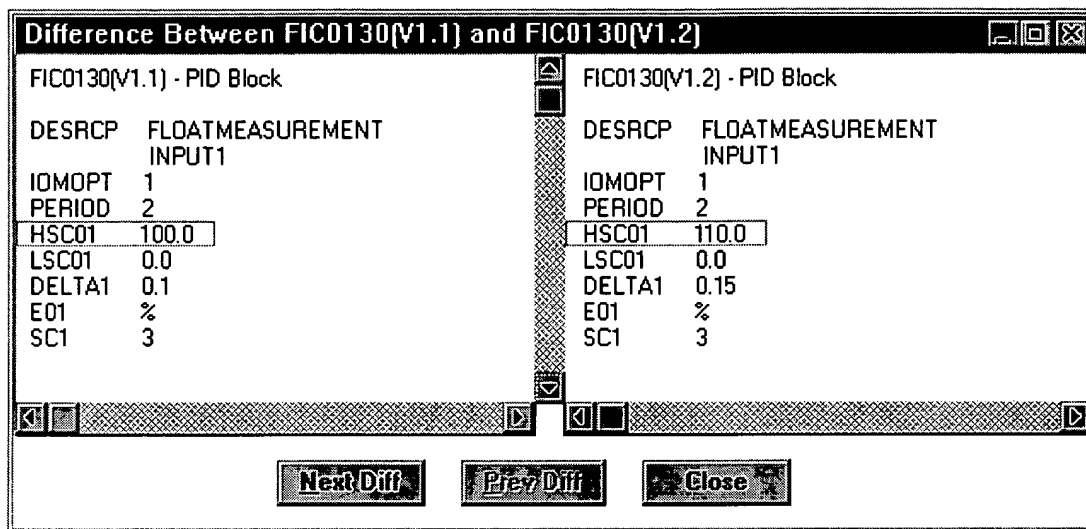 Difference Between FIC0130(V1.1) and FIC0130(V1.2)
FIC0130(V1.1) - PID Block
DESRCP FLOATMEASUREMENT
INPUT1
IOMOPT 1
PERIOD 2
HSC01 100.0
LSC01 0.0
DELTA1 0.1
E01 %
SC1 3
FIC0130(V1.2) - PID Block
DESRCP FLOATMEASUREMENT
INPUT1
IOMOPT 1
PERIOD 2
HSC01 110.0
LSC01 0.0
DELTA1 0.15
E01 %
SC1 3
Next Diff Prev Diff Close